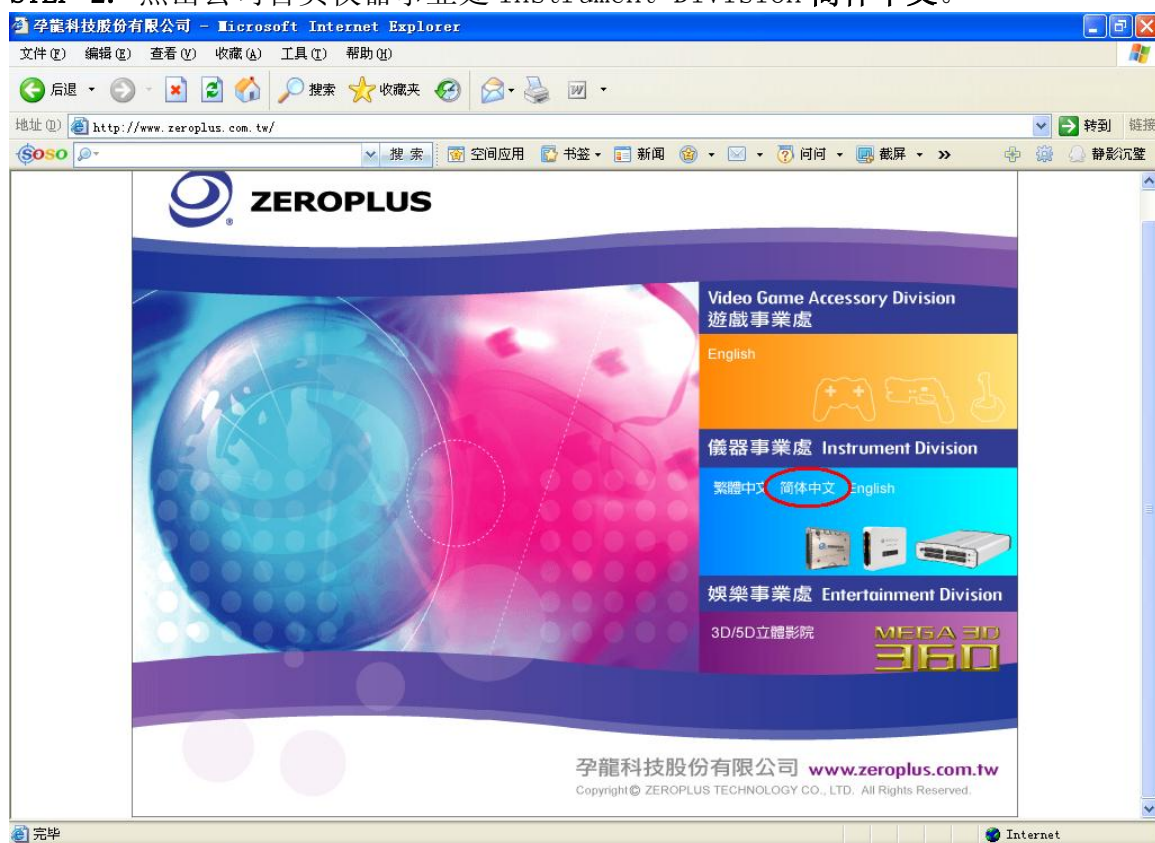 孕龍科技股份有限公司 - Microsoft Internet Explorer
文件(F) 编辑(E) 查看(V) 收藏(A) 工具(T) 帮助(H)
后退 搜索 收藏夹
地址(D) http://www.zeroplus.com.tw/ 转到 链接
SOSO 搜 索 空间应用 书签 新闻 问问 截屏 » 静影沉璧
ZEROPLUS
Video Game Accessory Division
遊戲事業處
English
儀器事業處 Instrument Division
繁體中文 简体中文 English
娛樂事業處 Entertainment Division
3D/5D立體影院 MEGA 3D
360
孕龍科技股份有限公司 www.zeroplus.com.tw
Copyright© ZEROPLUS TECHNOLOGY CO., LTD. All Rights Reserved.
完毕 Internet